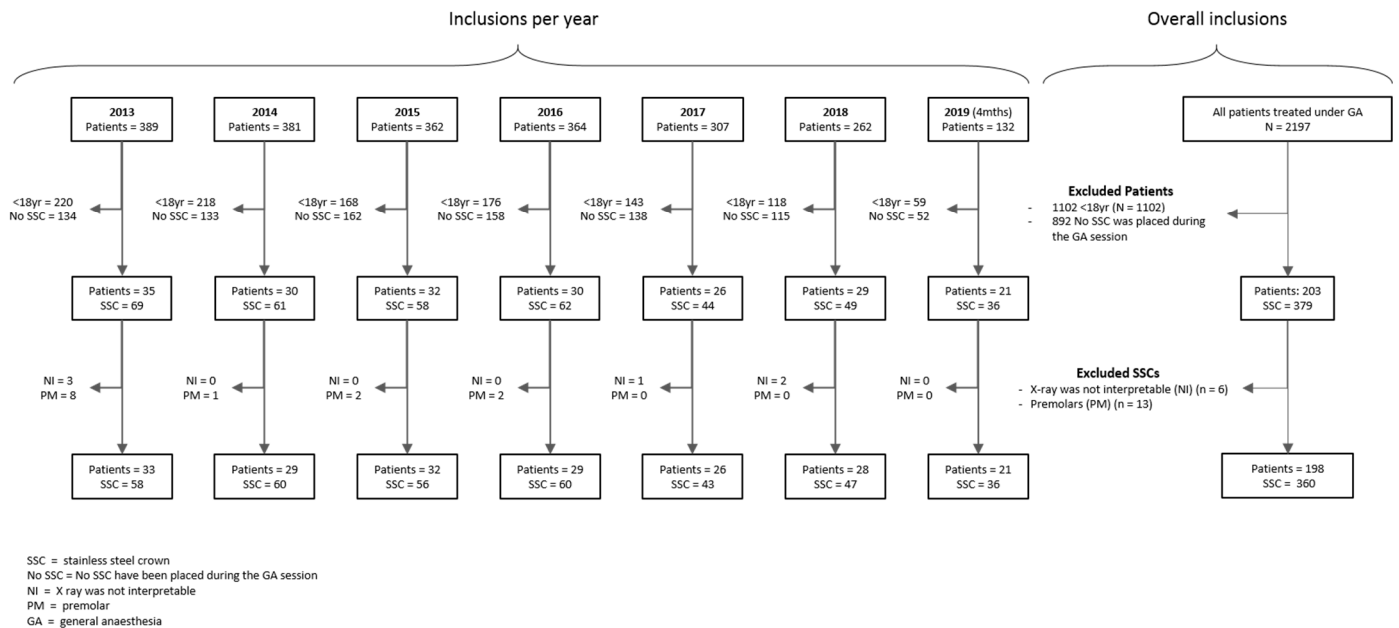 Inclusions per year
Overall inclusions
2013
Patients = 389
2014
Patients = 381
2015
Patients = 362
2016
Patients = 364
2017
Patients = 307
2018
Patients = 262
2019 (4mths)
Patients = 132
All patients treated under GA
N = 2197
<18yr = 220
No SSC = 134
<18yr = 218
No SSC = 133
<18yr = 168
No SSC = 162
<18yr = 176
No SSC = 158
<18yr = 143
No SSC = 138
<18yr = 118
No SSC = 115
<18yr = 59
No SSC = 52
Excluded Patients
- 1102 <18yr (N = 1102)
- 892 No SSC was placed during
the GA session
Patients = 35
SSC = 69
Patients = 30
SSC = 61
Patients = 32
SSC = 58
Patients = 30
SSC = 62
Patients = 26
SSC = 44
Patients = 29
SSC = 49
Patients = 21
SSC = 36
Patients: 203
SSC = 379
NI = 3
PM = 8
NI = 0
PM = 1
NI = 0
PM = 2
NI = 0
PM = 2
NI = 1
PM = 0
NI = 2
PM = 0
NI = 0
PM = 0
Excluded SSCs
- X-ray was not interpretable (NI) (n = 6)
- Premolars (PM) (n = 13)
Patients = 33
SSC = 58
Patients = 29
SSC = 60
Patients = 32
SSC = 56
Patients = 29
SSC = 60
Patients = 26
SSC = 43
Patients = 28
SSC = 47
Patients = 21
SSC = 36
Patients = 198
SSC = 360
SSC = stainless steel crown
No SSC = No SSC have been placed during the GA session
NI = X ray was not interpretable
PM = premolar
GA = general anaesthesia